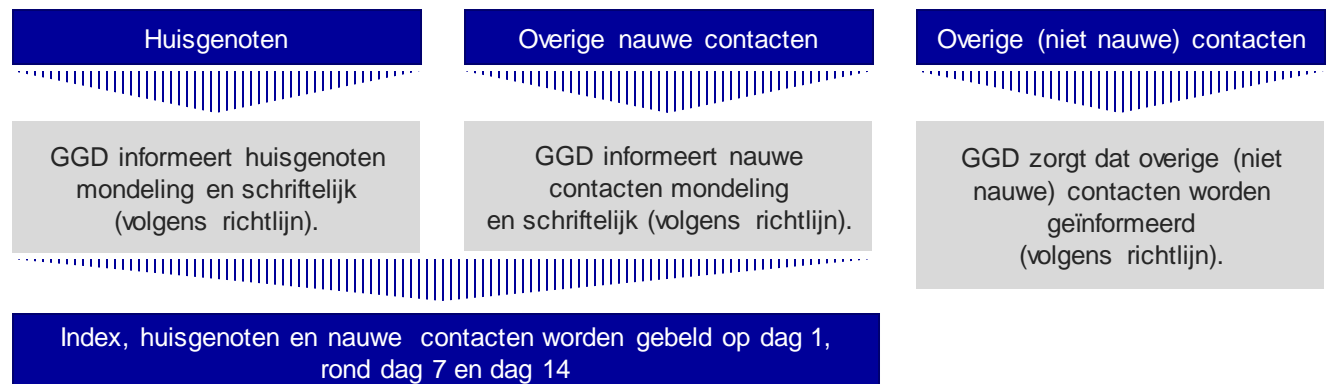 Huisgenoten
GGD informeert huisgenoten
mondeling en schriftelijk
(volgens richtlijn).
Overige nauwe contacten
GGD informeert nauwe
contacten mondeling
en schriftelijk (volgens richtlijn).
Overige (niet nauwe) contacten
GGD zorgt dat overige (niet
nauwe) contacten worden
geïnformeerd
(volgens richtlijn).
Index, huisgenoten en nauwe contacten worden gebeld op dag 1,
rond dag 7 en dag 14